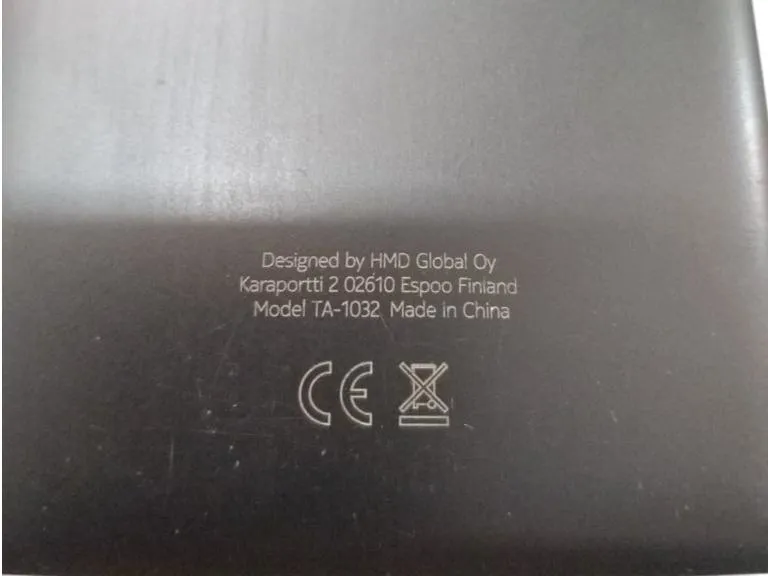 Designed by HMD Global Oy
Karaportti 2 02610 Espoo Finland
Model TA-1032 Made in China
CE